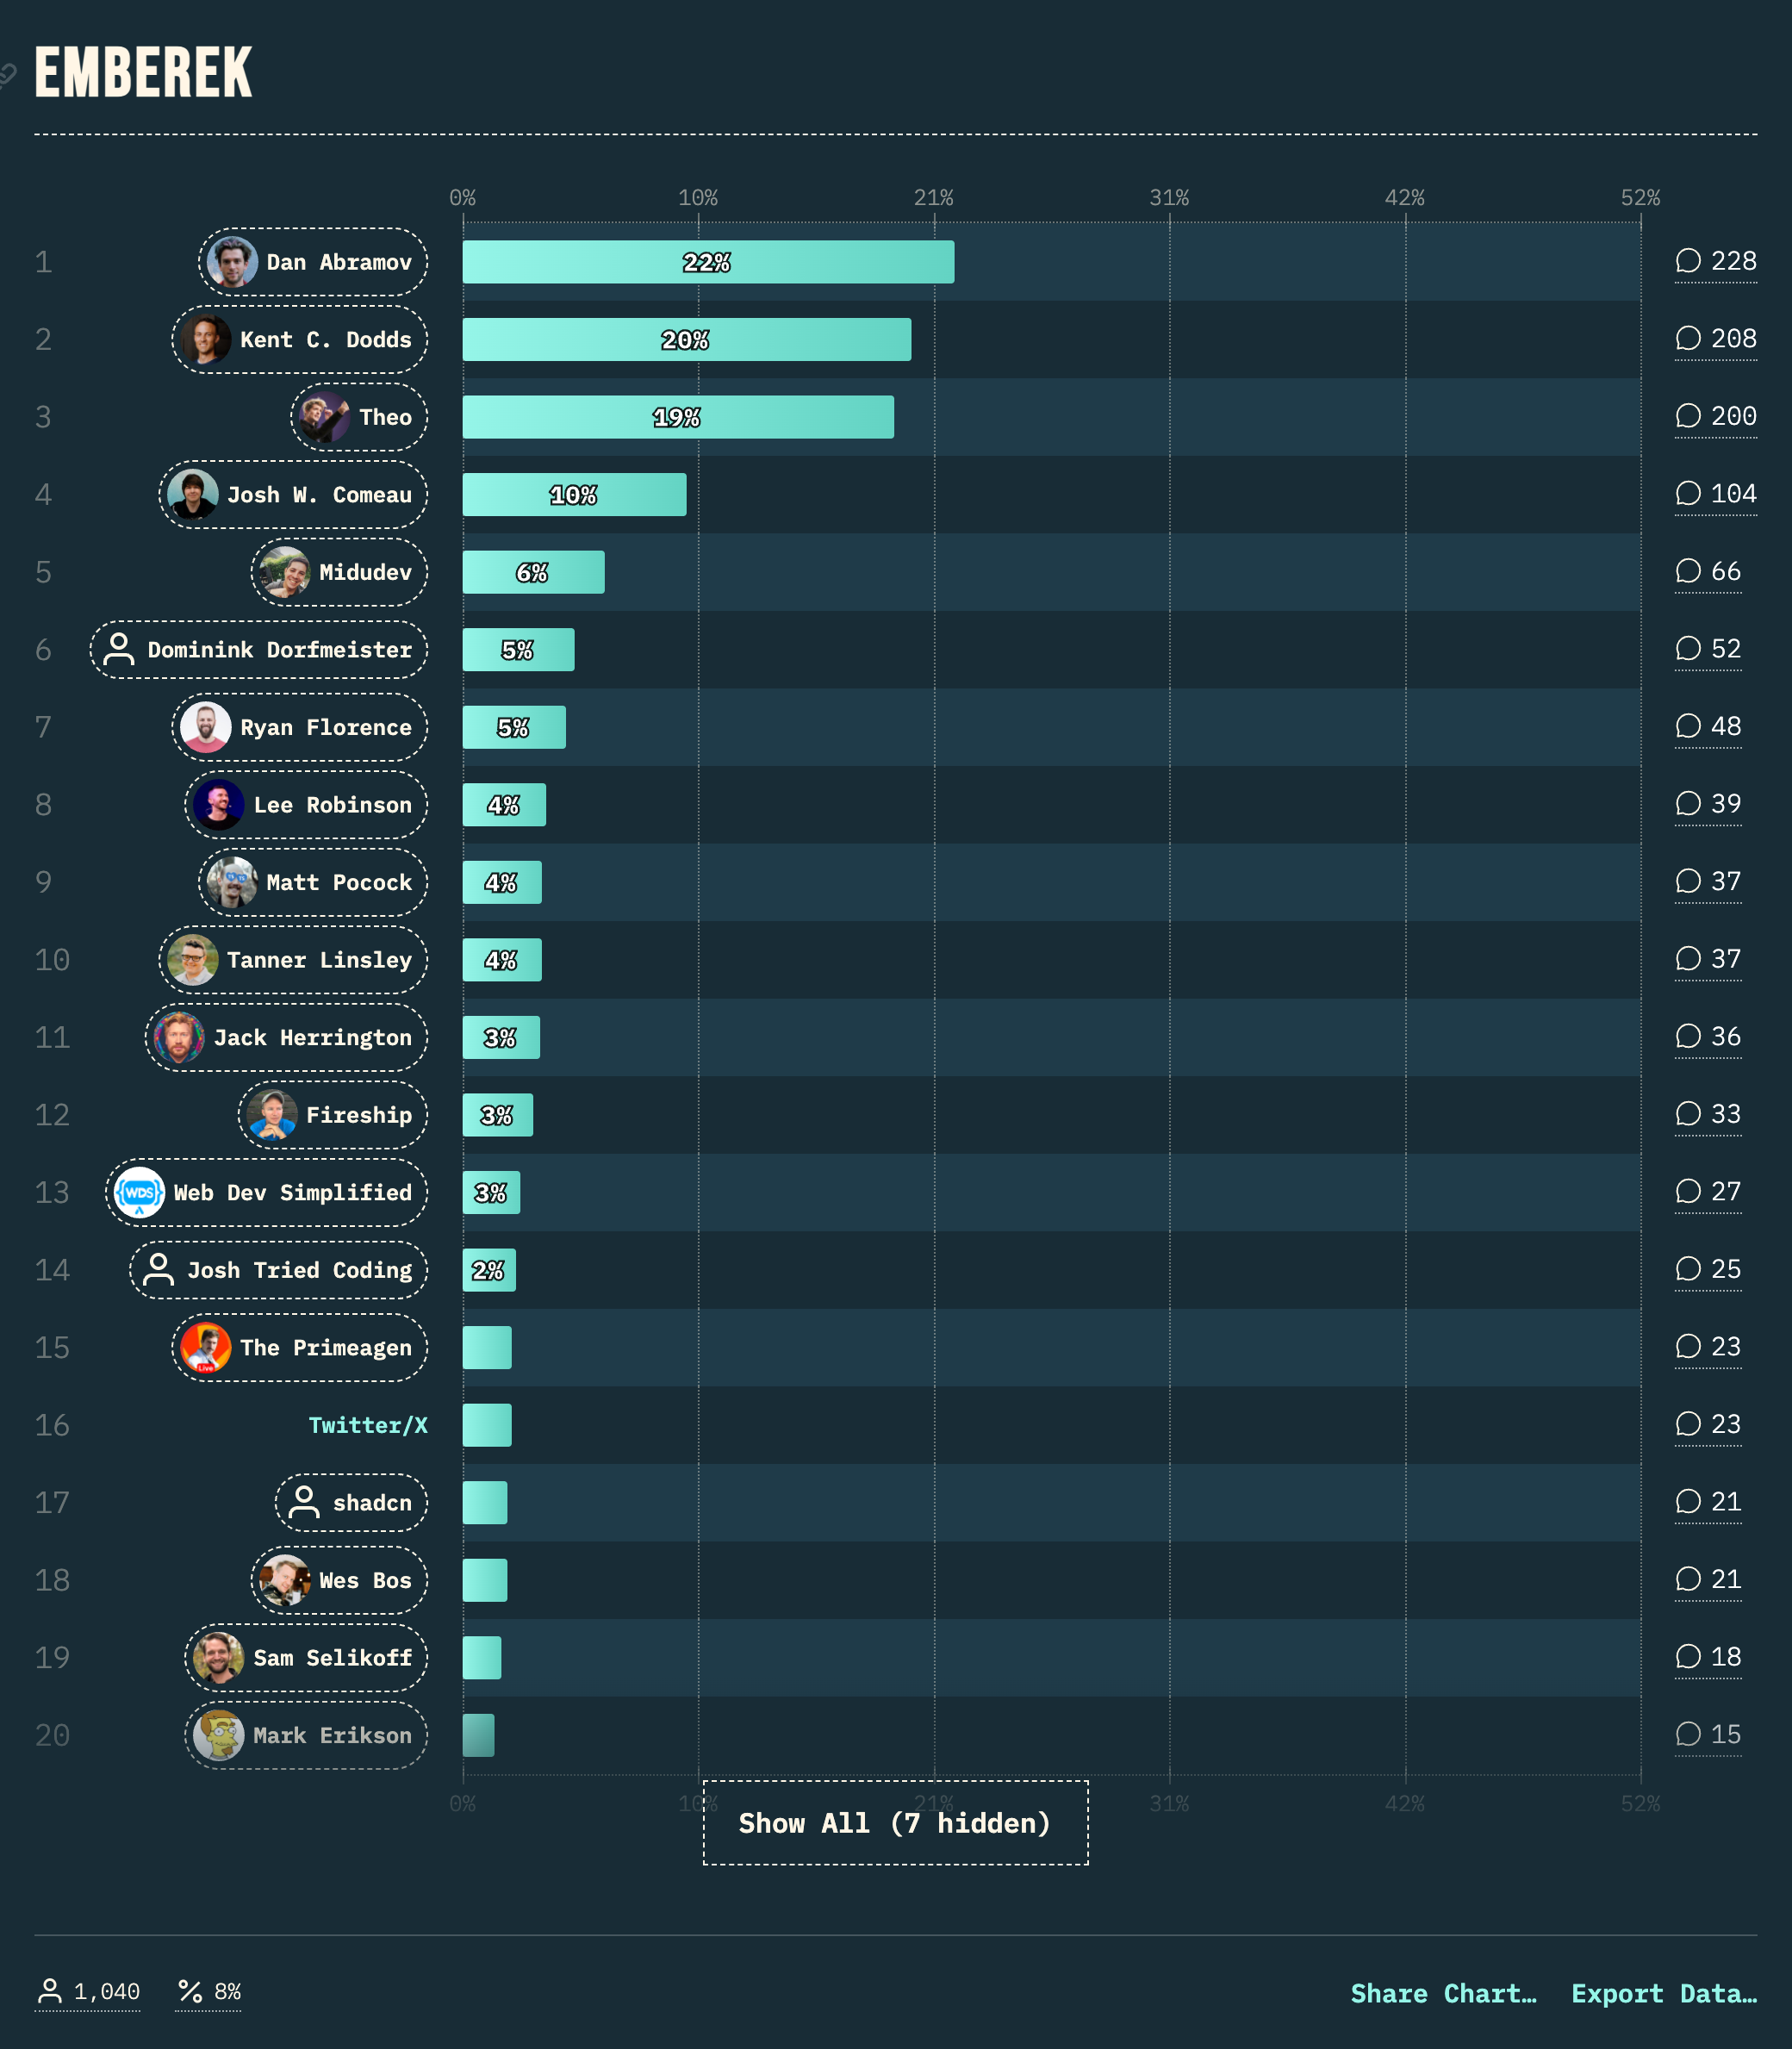 EMBEREK
0% 10% 21% 31% 42% 52%
1 Dan Abramov 22% 228
2 Kent C. Dodds 20% 208
3 Theo 19% 200
4 Josh W. Comeau 10% 104
5 Midudev 6% 66
6 Dominink Dorfmeister 5% 52
7 Ryan Florence 5% 48
8 Lee Robinson 4% 39
9 Matt Pocock 4% 37
10 Tanner Linsley 4% 37
11 Jack Herrington 3% 36
12 Fireship 3% 33
13 WDS Web Dev Simplified 3% 27
14 Josh Tried Coding 2% 25
15 Live The Primeagen 23
16 Twitter/X 23
17 shadcn 21
18 Wes Bos 21
19 Sam Selikoff 18
20 Mark Erikson 15
0% 10% 21% 31% 42% 52%
Show All (7 hidden)
1,040 8% Share Chart… Export Data…